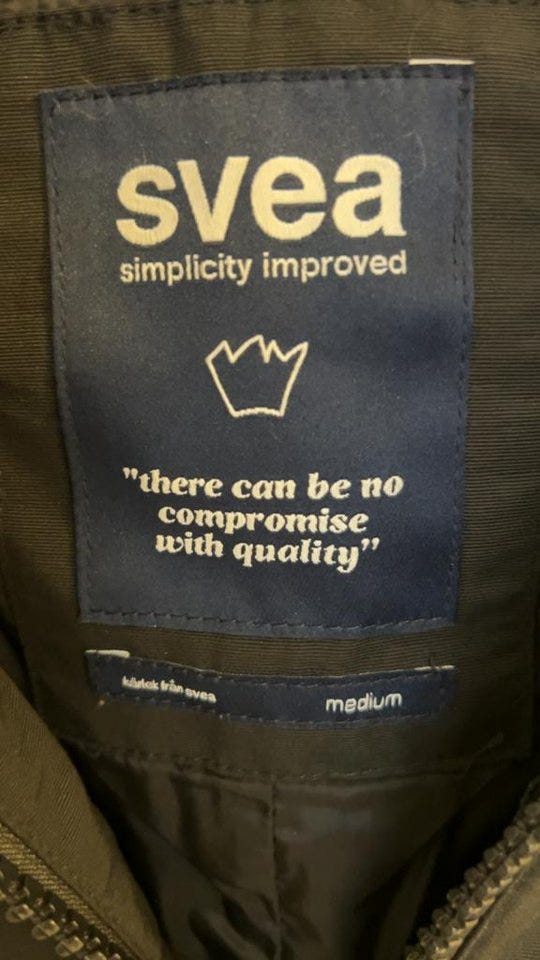 svea
simplicity improved
"there can be no
compromise
with quality”
kärlek från svea
medium